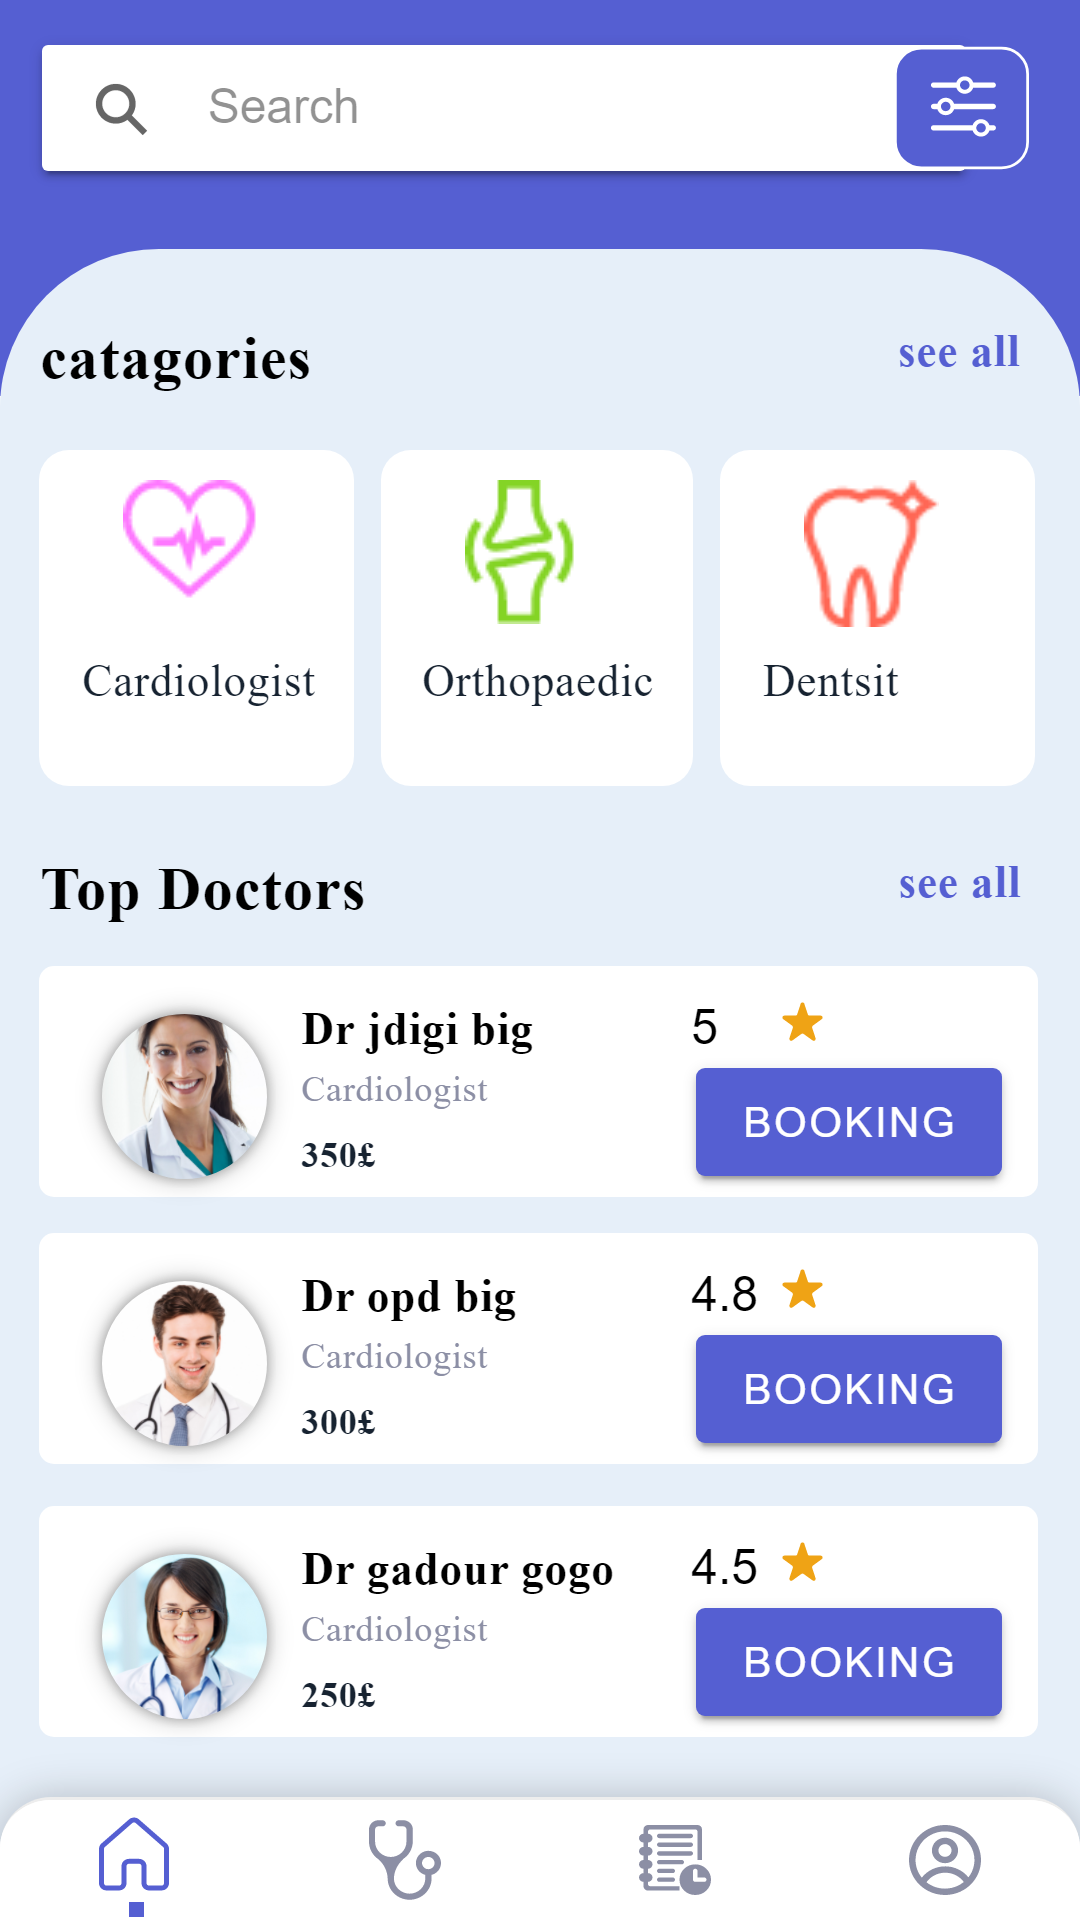 Search
catagories
see all
Cardiologist
Orthopaedic
Dentsit
Top Doctors
see all
Dr jdigi big
5
Cardiologist
BOOKING
350£
Dr opd big
4.8
Cardiologist
BOOKING
300£
Dr gadour gogo
4.5
Cardiologist
BOOKING
250£